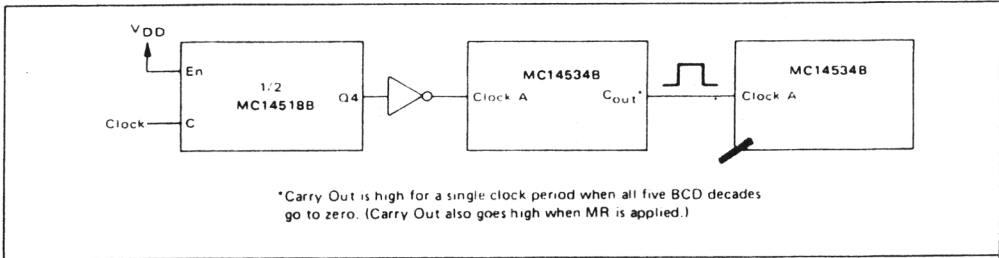 VDD
En
1/2
MC14518B
Q4
Clock
C
Clock A
MC14534B
Cout*
MC14534B
Clock A
*Carry Out is high for a single clock period when all five BCD decades
go to zero. (Carry Out also goes high when MR is applied.)